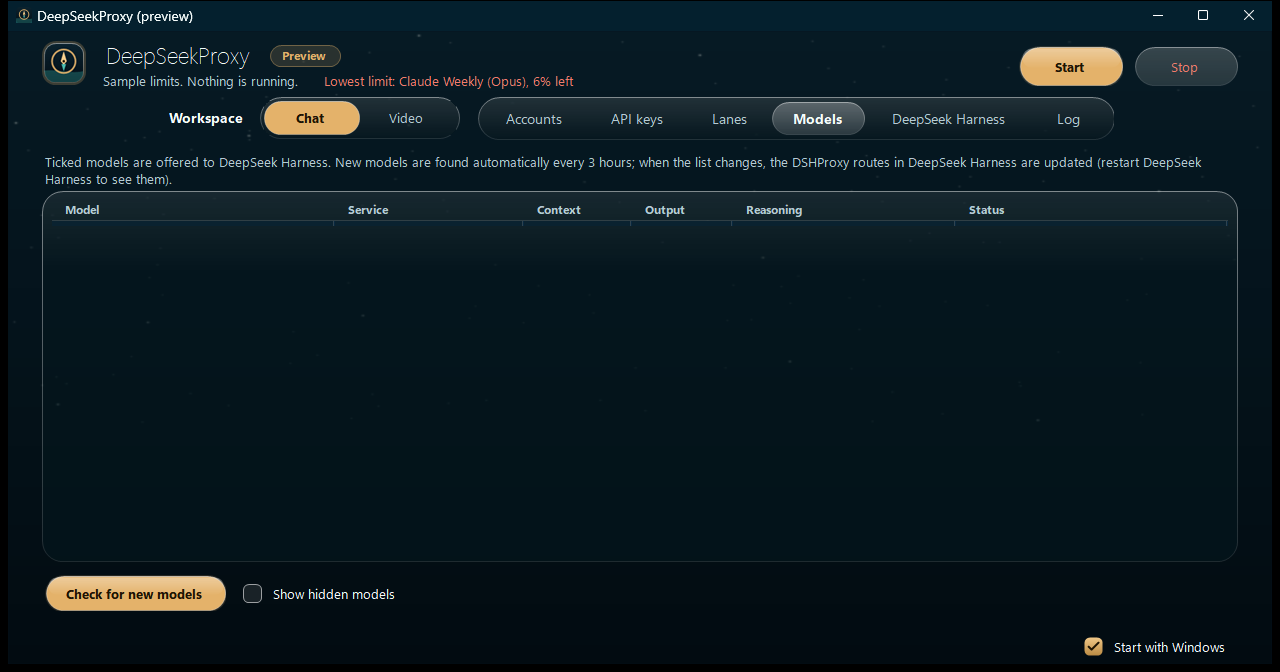 DeepSeekProxy (preview)
DeepSeekProxy Preview
Sample limits. Nothing is running. Lowest limit: Claude Weekly (Opus), 6% left
Start Stop
Workspace Chat Video Accounts API keys Lanes Models DeepSeek Harness Log
Ticked models are offered to DeepSeek Harness. New models are found automatically every 3 hours; when the list changes, the DSHProxy routes in DeepSeek Harness are updated (restart DeepSeek
Harness to see them).
Model Service Context Output Reasoning Status
Check for new models Show hidden models
Start with Windows